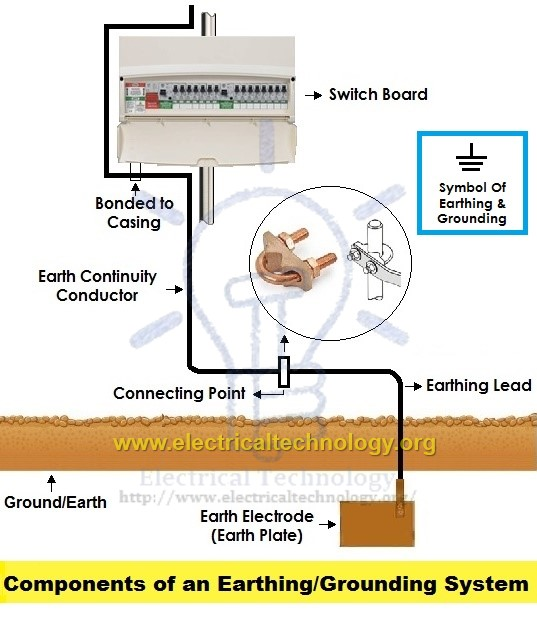 Switch Board
Symbol Of
Earthing &
Grounding
Bonded to
Casing
Earth Continuity
Conductor
Connecting Point
Earthing Lead
www.electricaltechnology.org
Electrical Technology
http://www.electricaltechnology.org/
Ground/Earth
Earth Electrode
(Earth Plate)
Components of an Earthing/Grounding System